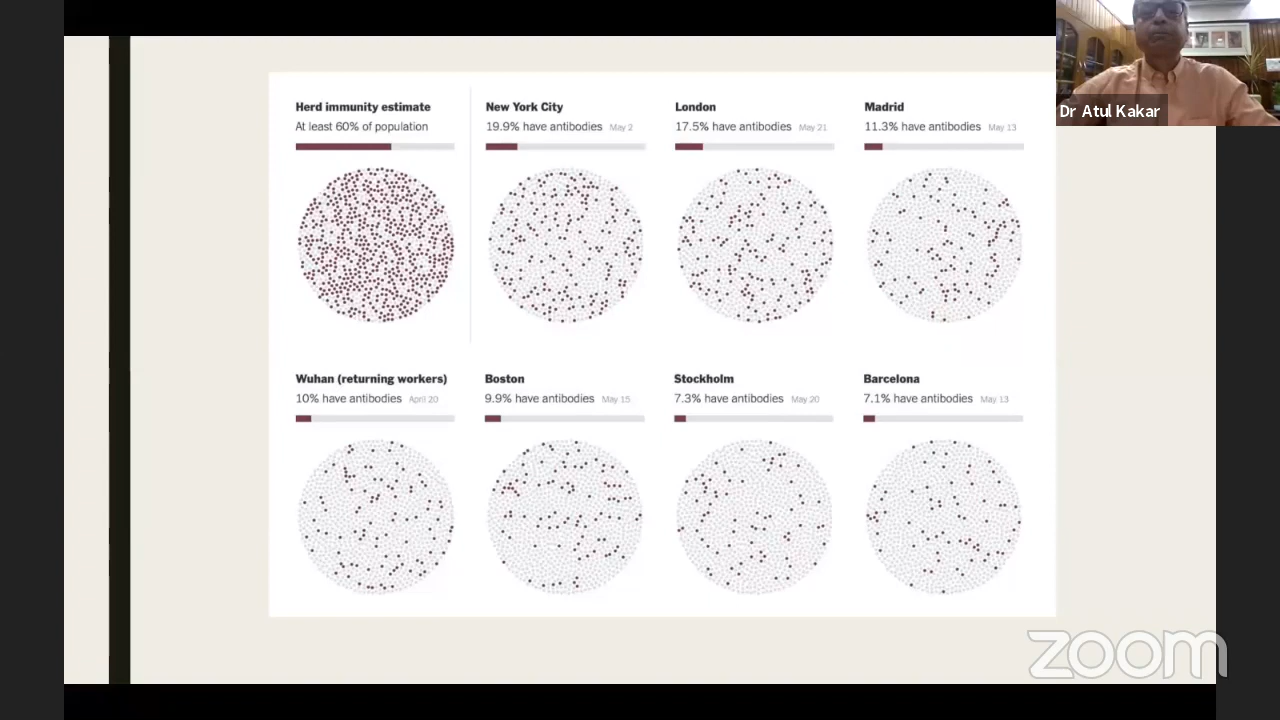 Herd immunity estimate
At least 60% of population
New York City
19.9% have antibodies May 2
London
17.5% have antibodies May 21
Madrid
11.3% have antibodies May 13
Wuhan (returning workers)
10% have antibodies April 20
Boston
9.9% have antibodies May 15
Stockholm
7.3% have antibodies May 20
Barcelona
7.1% have antibodies May 13
Dr Atul Kakar
zoom